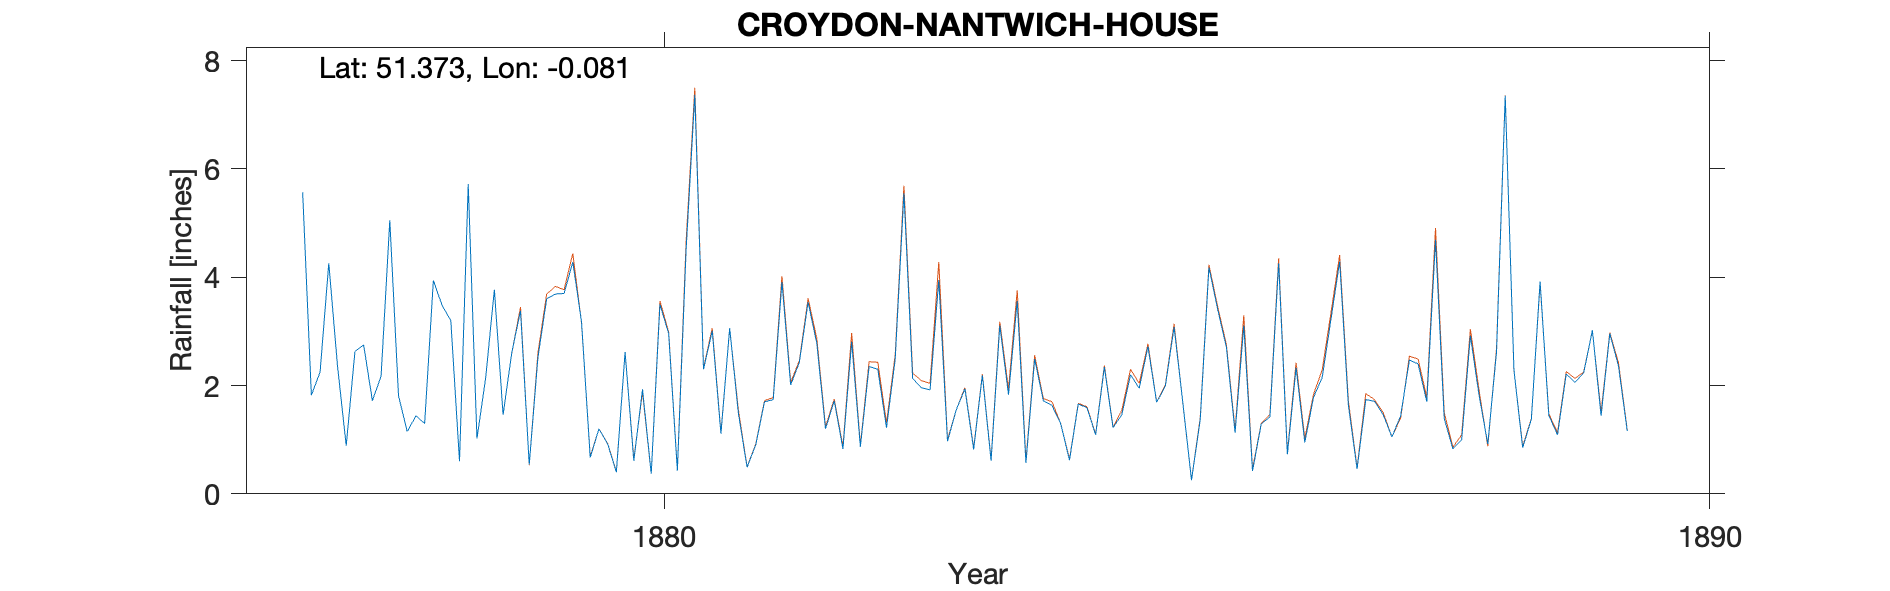 CROYDON-NANTWICH-HOUSE
Lat: 51.373, Lon: -0.081
8
6
4
2
0
Rainfall [inches]
1880
1890
Year